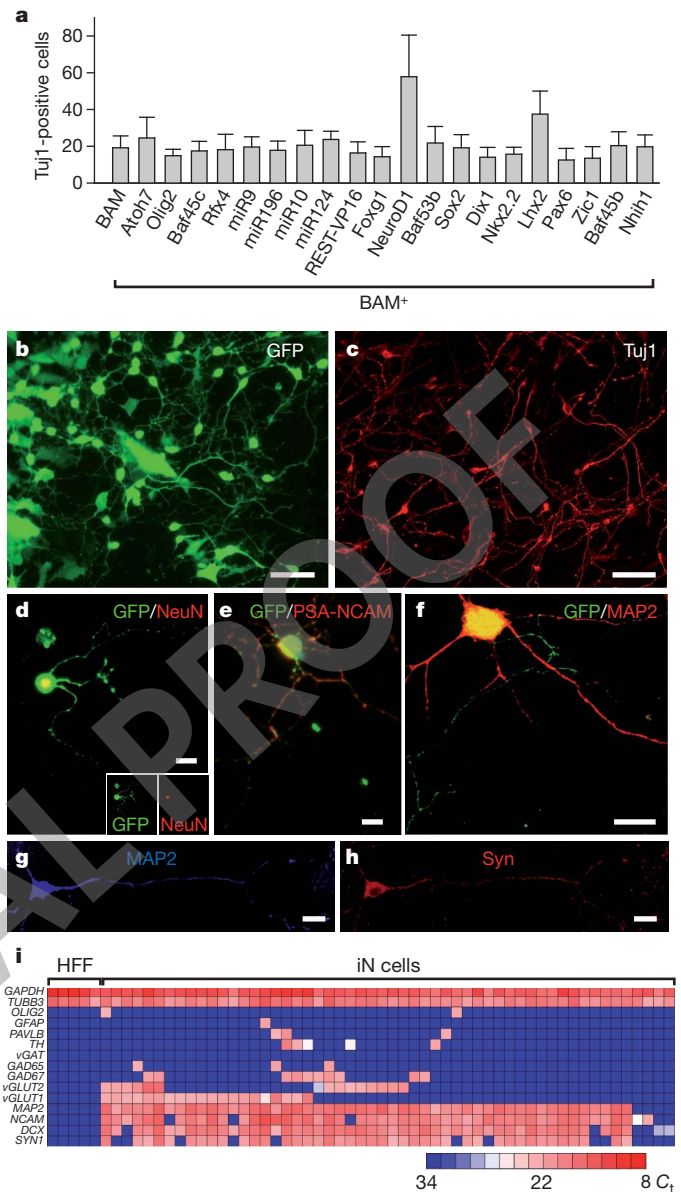 a
Tuj1-positive cells
80
60
40
20
0
BAM
Atoh7
Olig2
Baf45c
Rfx4
miR9
miR196
miR10
miR124
REST-VP16
Foxg1
NeuroD1
Baf53b
Sox2
Dlx1
Nkx2.2
Lhx2
Pax6
Zic1
Baf45b
Nhlh1
BAM+
b
GFP
c
Tuj1
d
GFP/NeuN
GFP
NeuN
e
GFP/PSA-NCAM
f
GFP/MAP2
g
MAP2
h
Syn
AL PROOF
i
HFF
iN cells
GAPDH
TUBB3
OLIG2
GFAP
PAVLB
TH
vGAT
GAD65
GAD67
vGLUT2
vGLUT1
MAP2
NCAM
DCX
SYN1
34
22
8 Ct